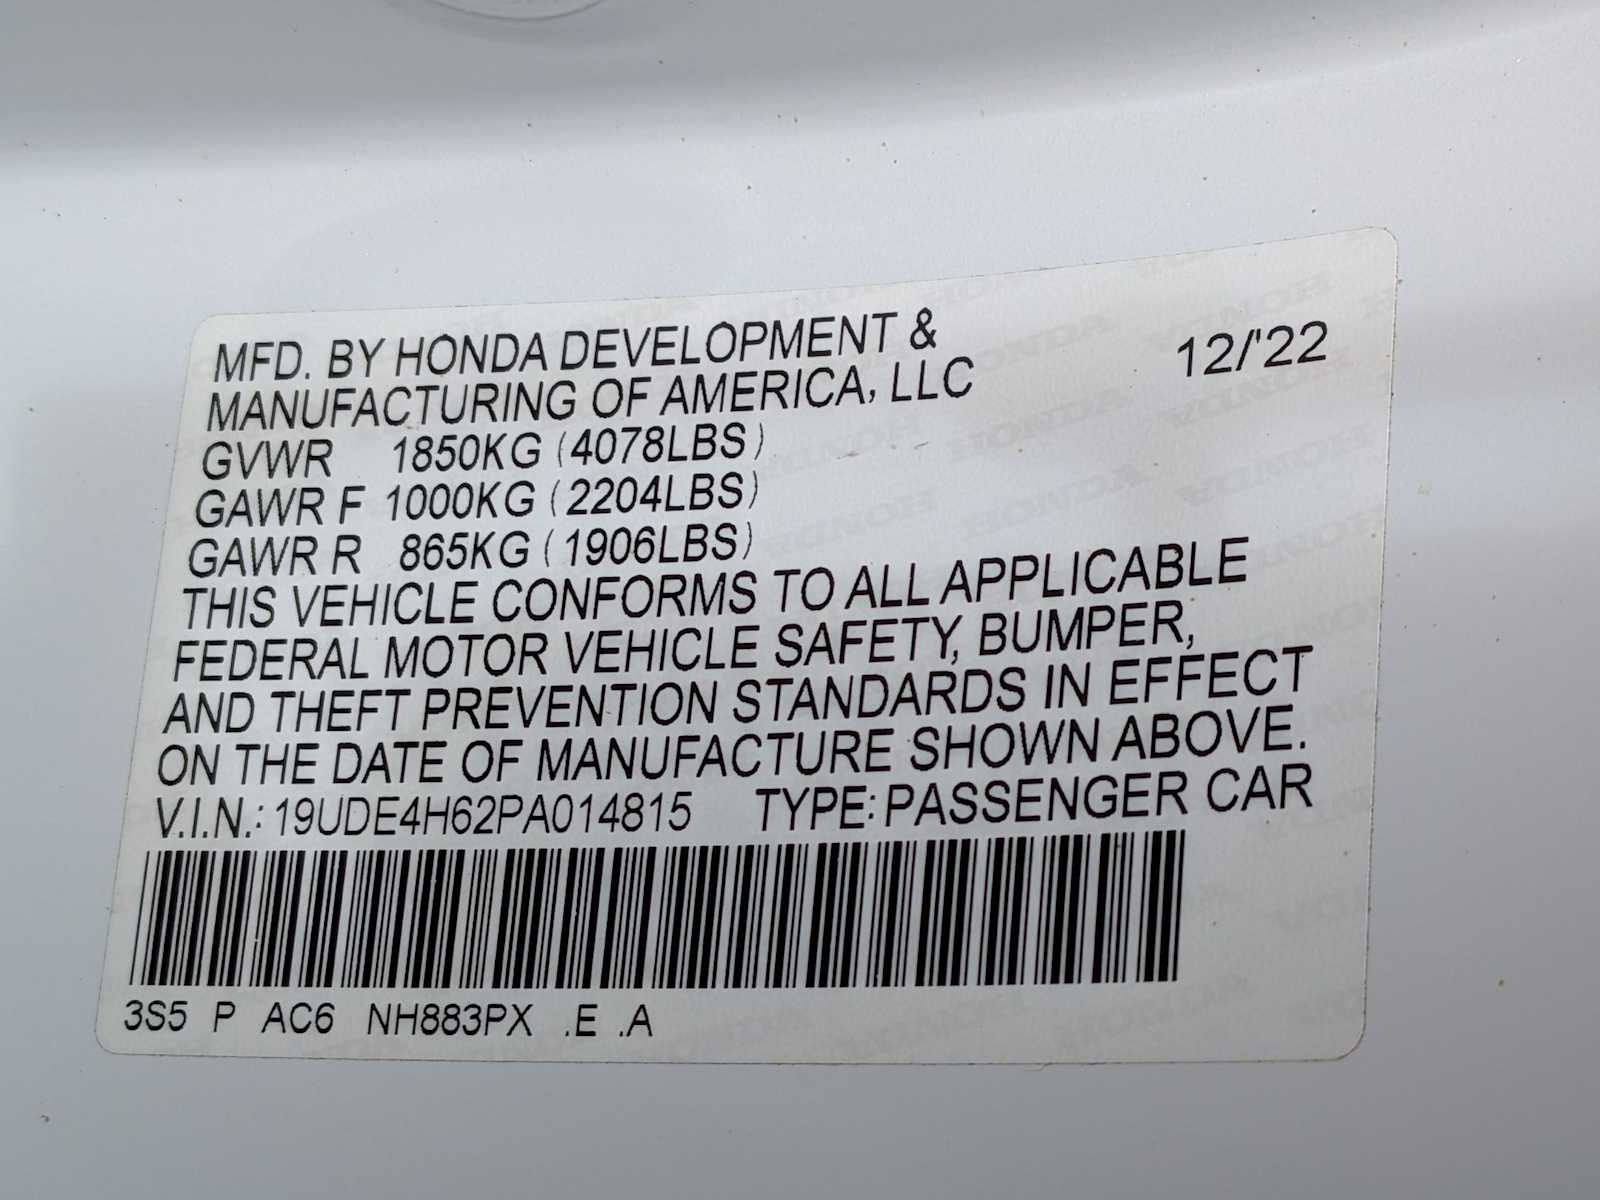 MFD. BY HONDA DEVELOPMENT &
MANUFACTURING OF AMERICA, LLC 12/'22
GVWR 1850KG (4078LBS)
GAWR F 1000KG (2204LBS)
GAWR R 865KG (1906LBS)
THIS VEHICLE CONFORMS TO ALL APPLICABLE
FEDERAL MOTOR VEHICLE SAFETY, BUMPER,
AND THEFT PREVENTION STANDARDS IN EFFECT
ON THE DATE OF MANUFACTURE SHOWN ABOVE.
V.I.N.: 19UDE4H62PA014815 TYPE: PASSENGER CAR
3S5 P AC6 NH883PX .E .A